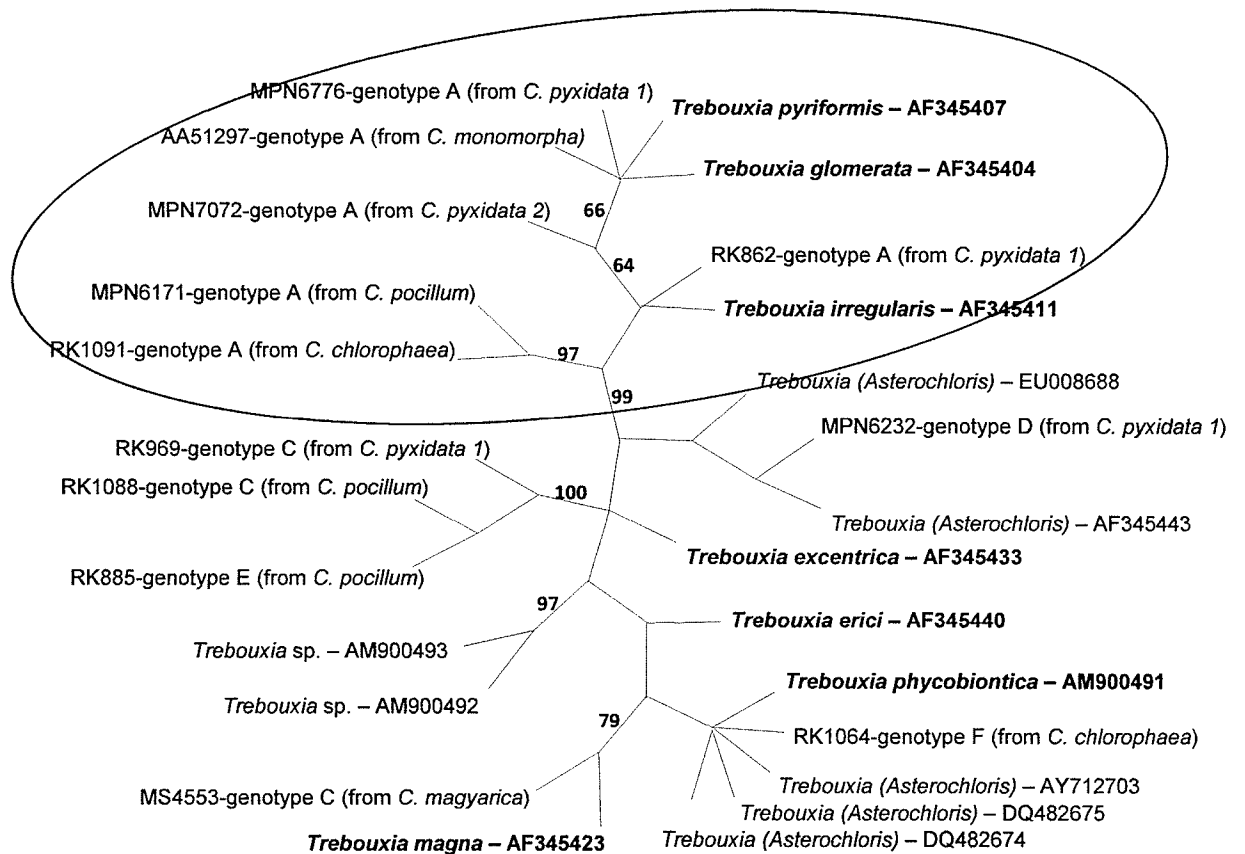 MPN6776-genotype A (from C. pyxidata 1)
Trebouxia pyriformis – AF345407
AA51297-genotype A (from C. monomorpha)
Trebouxia glomerata – AF345404
MPN7072-genotype A (from C. pyxidata 2)
66
64
RK862-genotype A (from C. pyxidata 1)
MPN6171-genotype A (from C. pocillum)
Trebouxia irregularis – AF345411
RK1091-genotype A (from C. chlorophaea)
97
99
Trebouxia (Asterochloris) – EU008688
MPN6232-genotype D (from C. pyxidata 1)
RK969-genotype C (from C. pyxidata 1)
RK1088-genotype C (from C. pocillum)
100
Trebouxia (Asterochloris) – AF345443
Trebouxia excentrica – AF345433
RK885-genotype E (from C. pocillum)
97
Trebouxia erici – AF345440
Trebouxia sp. – AM900493
Trebouxia phycobiontica – AM900491
Trebouxia sp. – AM900492
79
RK1064-genotype F (from C. chlorophaea)
Trebouxia (Asterochloris) – AY712703
MS4553-genotype C (from C. magyarica)
Trebouxia (Asterochloris) – DQ482675
Trebouxia magna – AF345423
Trebouxia (Asterochloris) – DQ482674